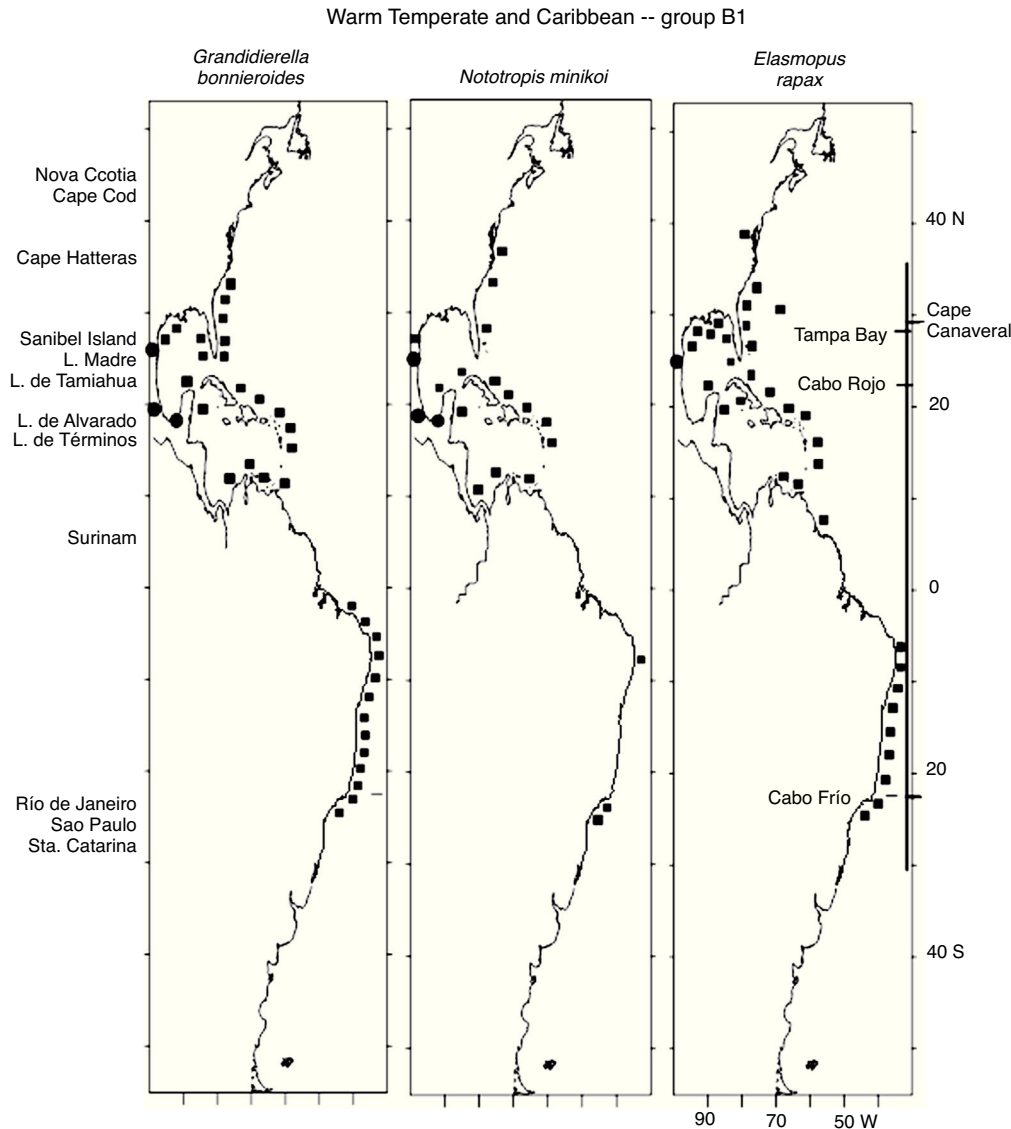 Warm Temperate and Caribbean -- group B1
Grandidierella
bonnieroides
Nototropis minikoi
Elasmopus
rapax
Nova Ccotia
Cape Cod
Cape Hatteras
Sanibel Island
L. Madre
L. de Tamiahua
L. de Alvarado
L. de Términos
Surinam
Río de Janeiro
Sao Paulo
Sta. Catarina
40 N
Cape
Canaveral
Tampa Bay
Cabo Rojo
20
0
20
Cabo Frío
40 S
90 70 50 W